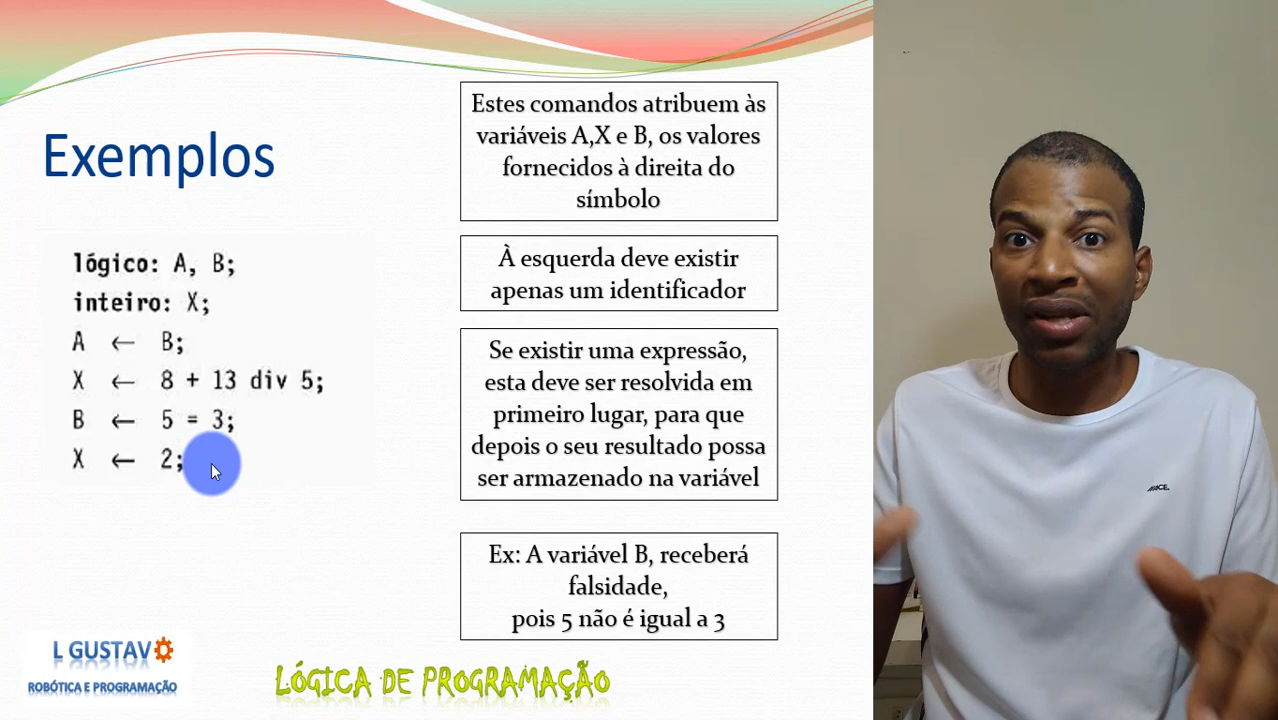 Exemplos
lógico: A, B;
inteiro: X;
A ← B;
X ← 8 + 13 div 5;
B ← 5 = 3;
X ← 2;
Estes comandos atribuem às
variáveis A,X e B, os valores
fornecidos à direita do
símbolo
À esquerda deve existir
apenas um identificador
Se existir uma expressão,
esta deve ser resolvida em
primeiro lugar, para que
depois o seu resultado possa
ser armazenado na variável
Ex: A variável B, receberá
falsidade,
pois 5 não é igual a 3
L GUSTAVO
ROBÓTICA E PROGRAMAÇÃO
LÓGICA DE PROGRAMAÇÃO